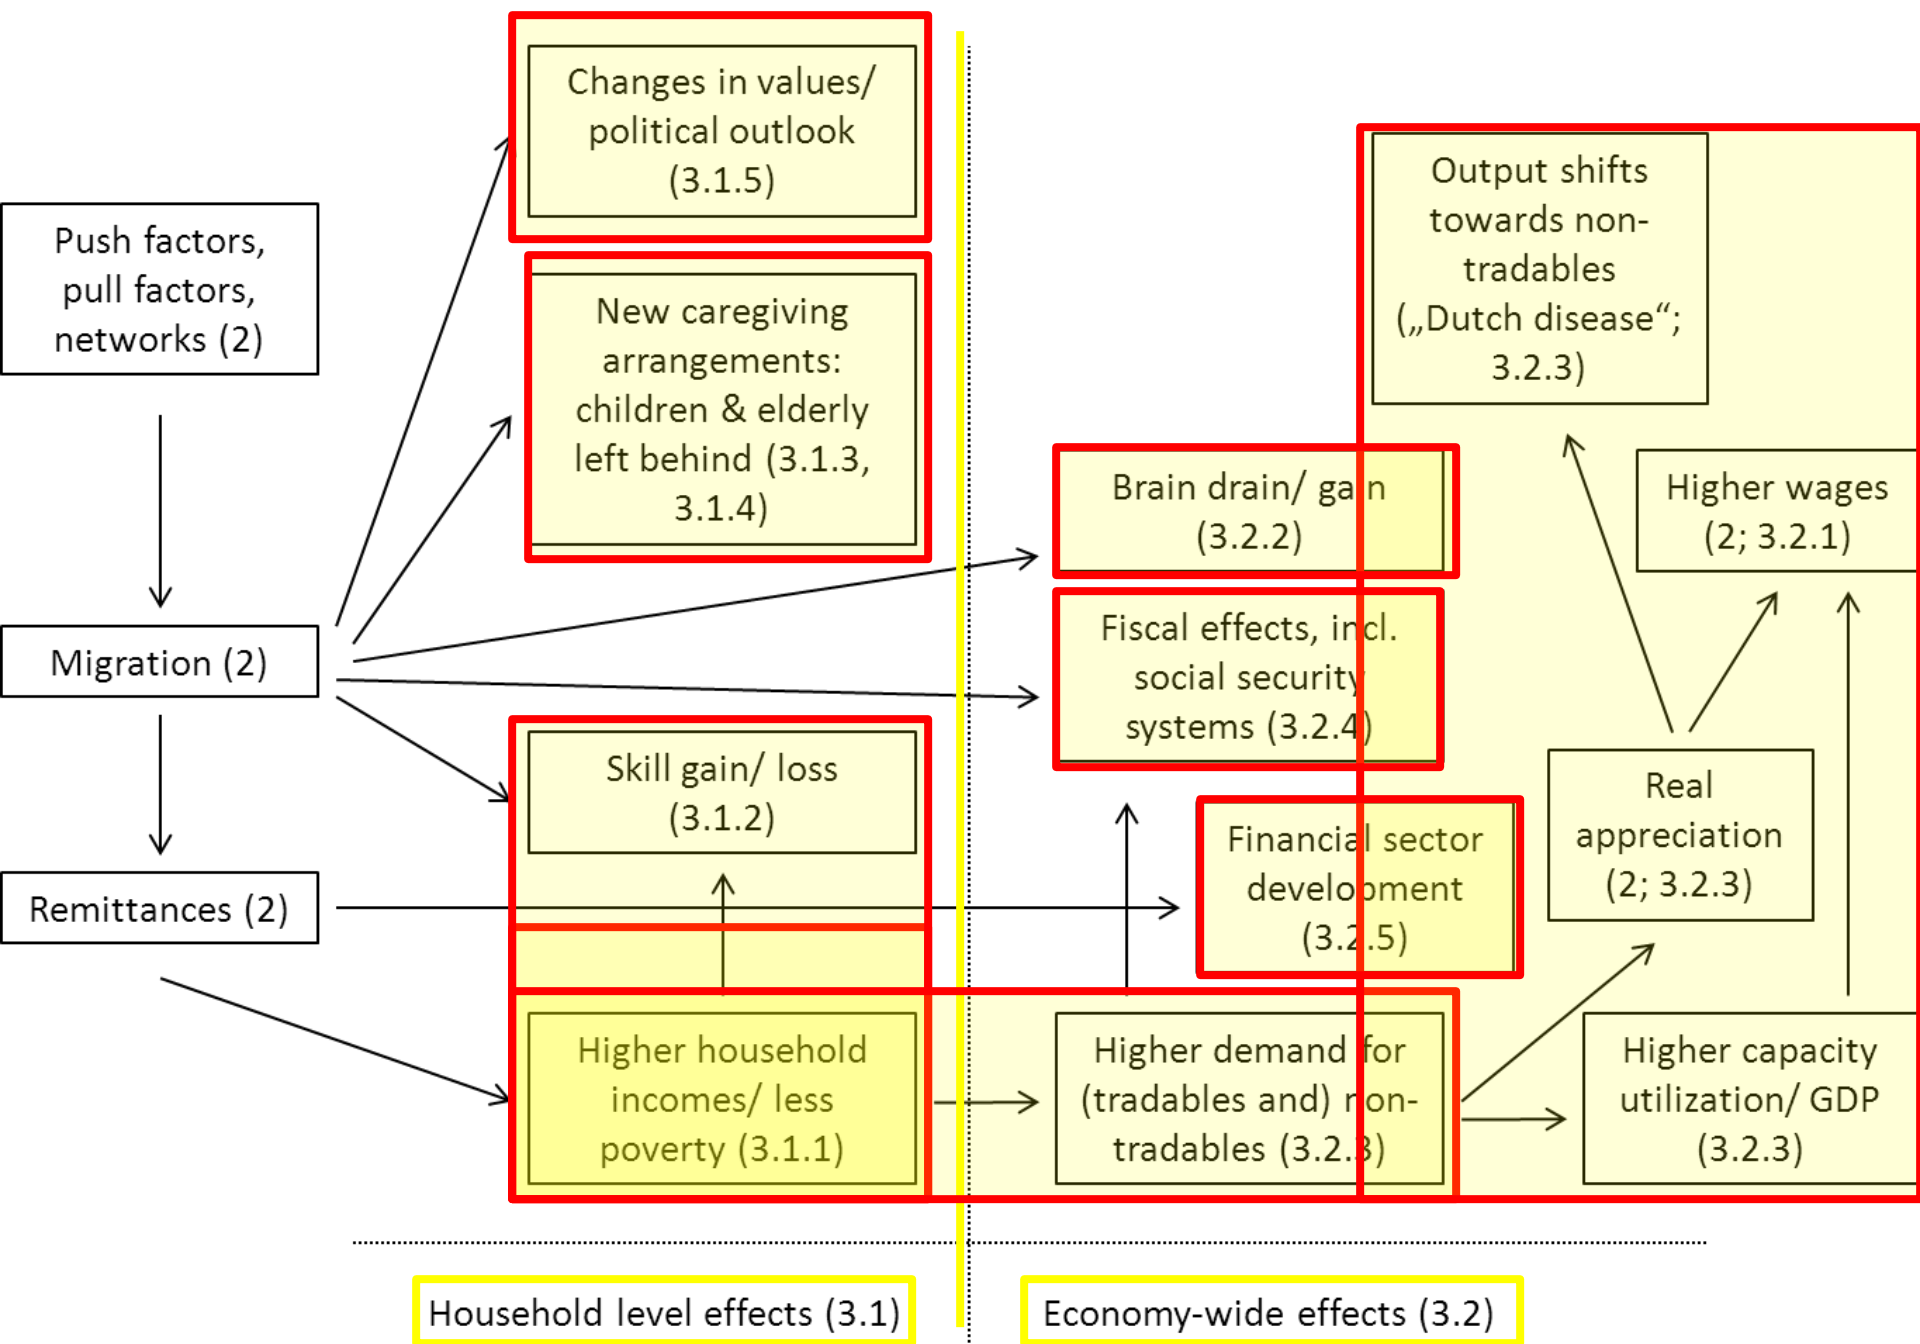 Changes in values/
political outlook
(3.1.5)
Push factors,
pull factors,
networks (2)
New caregiving
arrangements:
children & elderly
left behind (3.1.3,
3.1.4)
Output shifts
towards non-
tradables
(„Dutch disease“;
3.2.3)
Brain drain/ gain
(3.2.2)
Higher wages
(2; 3.2.1)
Migration (2)
Fiscal effects, incl.
social security
systems (3.2.4)
Skill gain/ loss
(3.1.2)
Real
appreciation
(2; 3.2.3)
Remittances (2)
Financial sector
development
(3.2.5)
Higher household
incomes/ less
poverty (3.1.1)
Higher demand for
(tradables and) non-
tradables (3.2.3)
Higher capacity
utilization/ GDP
(3.2.3)
Household level effects (3.1)
Economy-wide effects (3.2)